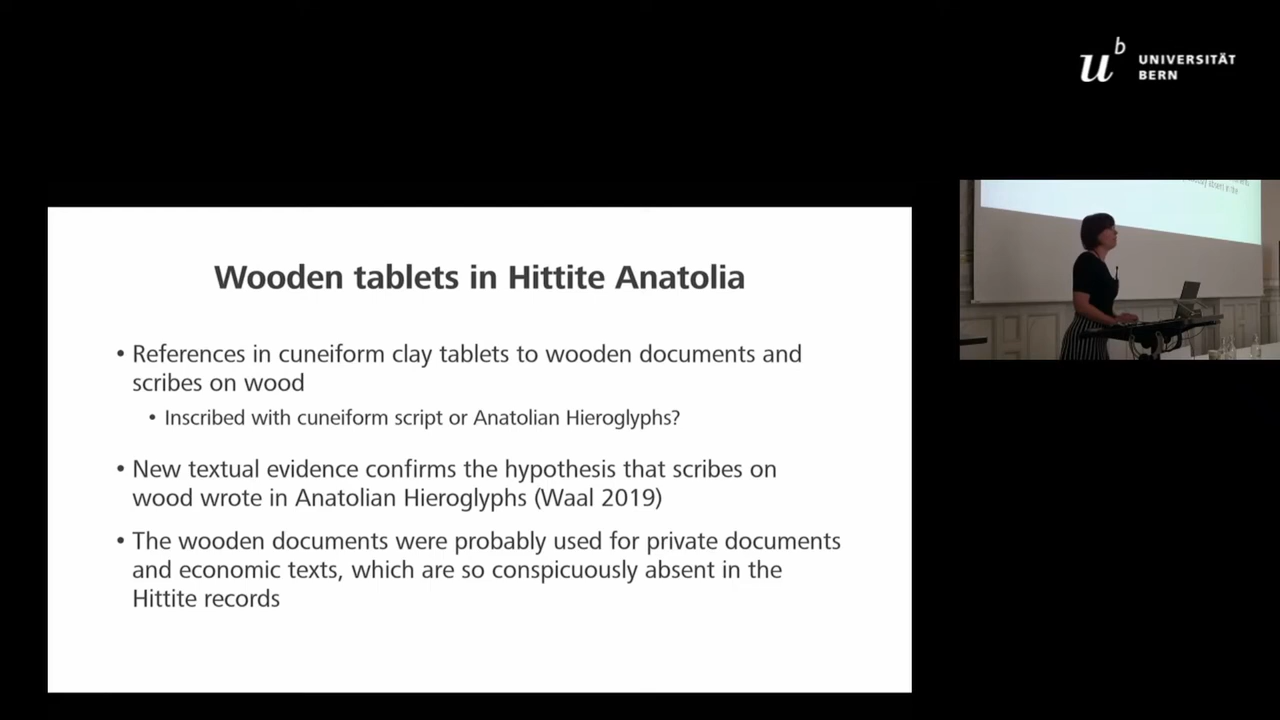 u^b UNIVERSITÄT
BERN
Wooden tablets in Hittite Anatolia
• References in cuneiform clay tablets to wooden documents and
scribes on wood
• Inscribed with cuneiform script or Anatolian Hieroglyphs?
• New textual evidence confirms the hypothesis that scribes on
wood wrote in Anatolian Hieroglyphs (Waal 2019)
• The wooden documents were probably used for private documents
and economic texts, which are so conspicuously absent in the
Hittite records
absent in the